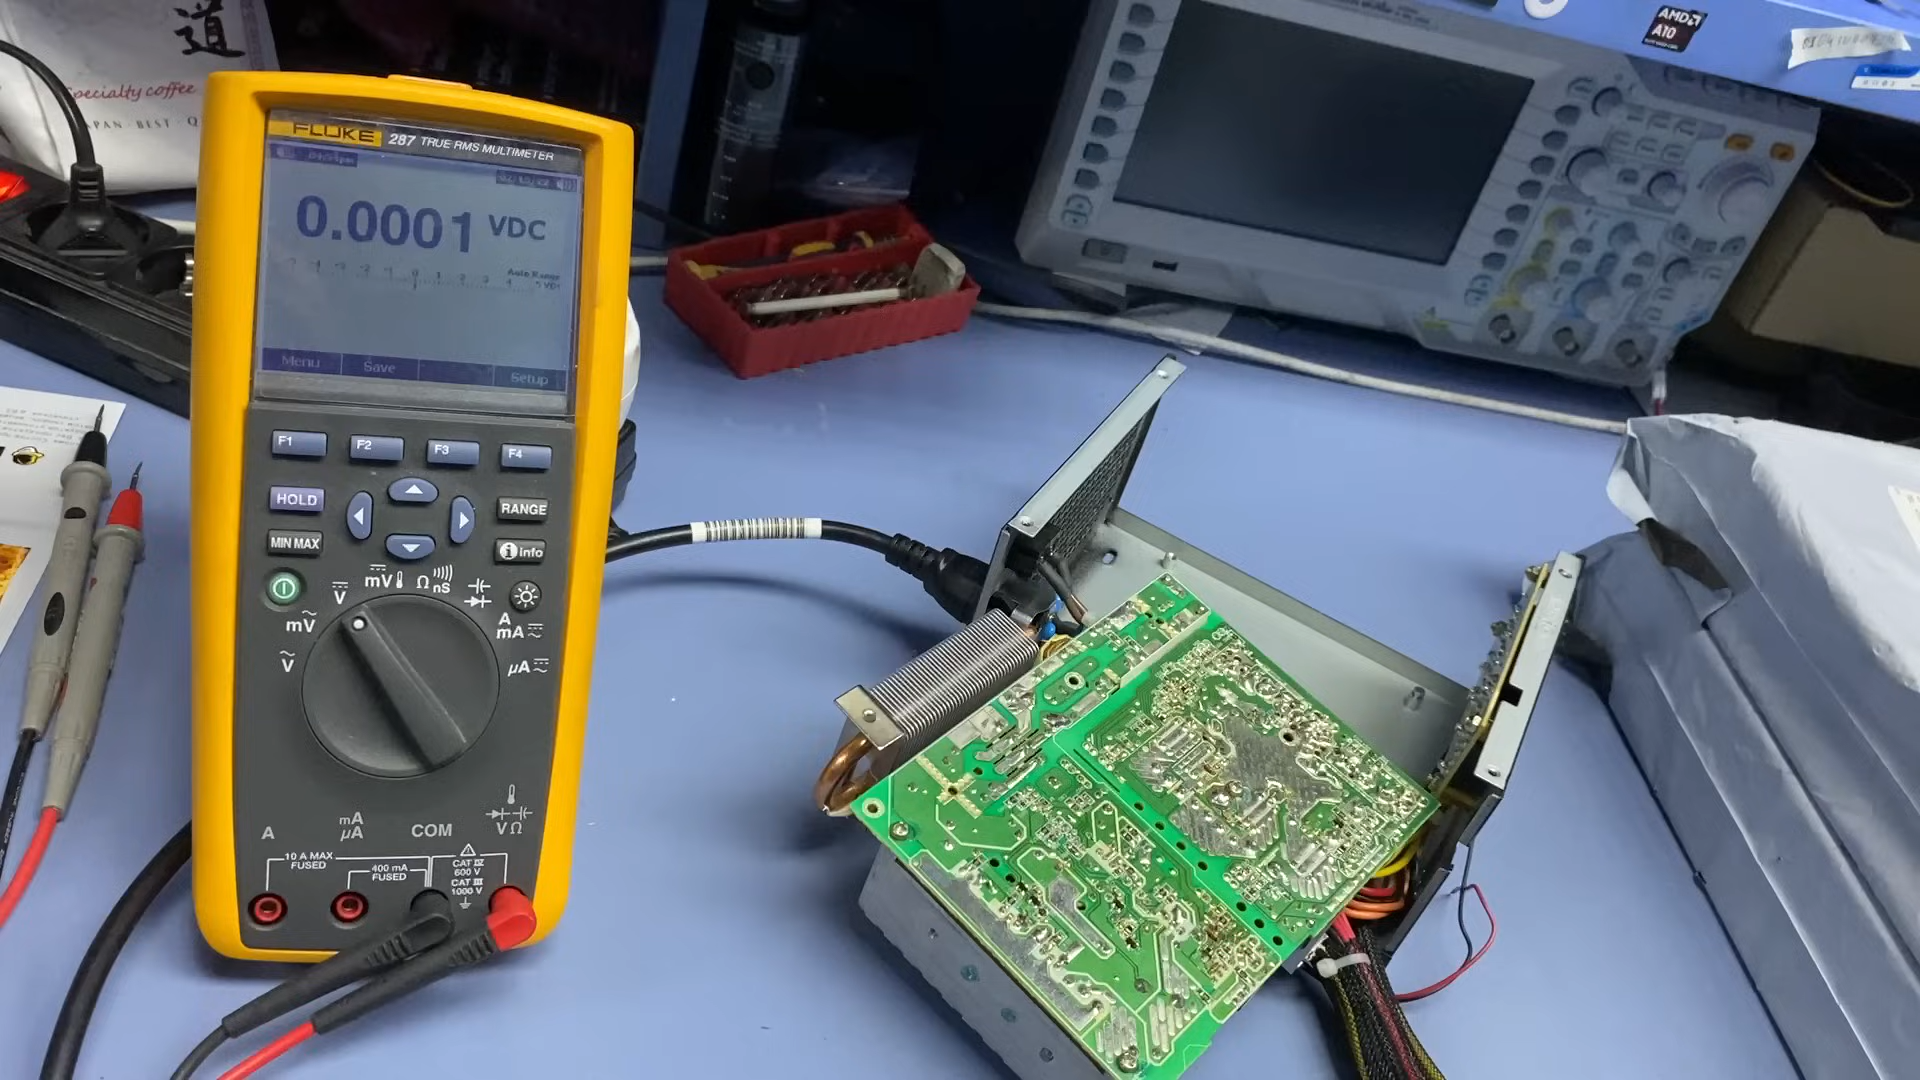 道
Specialty coffee
APAN · BEST · Q
FLUKE 287 TRUE RMS MULTIMETER
0.0001 VDC
Auto Range
Menu Save Setup
F1 F2 F3 F4
HOLD
RANGE
MIN MAX
info
mV Ω nS
V
mV
V
A
mA
µA
A
mA
µA
COM
V Ω
10 A MAX
FUSED
400 mA
FUSED
CAT IV
600 V
CAT III
1000 V
AMD
A10